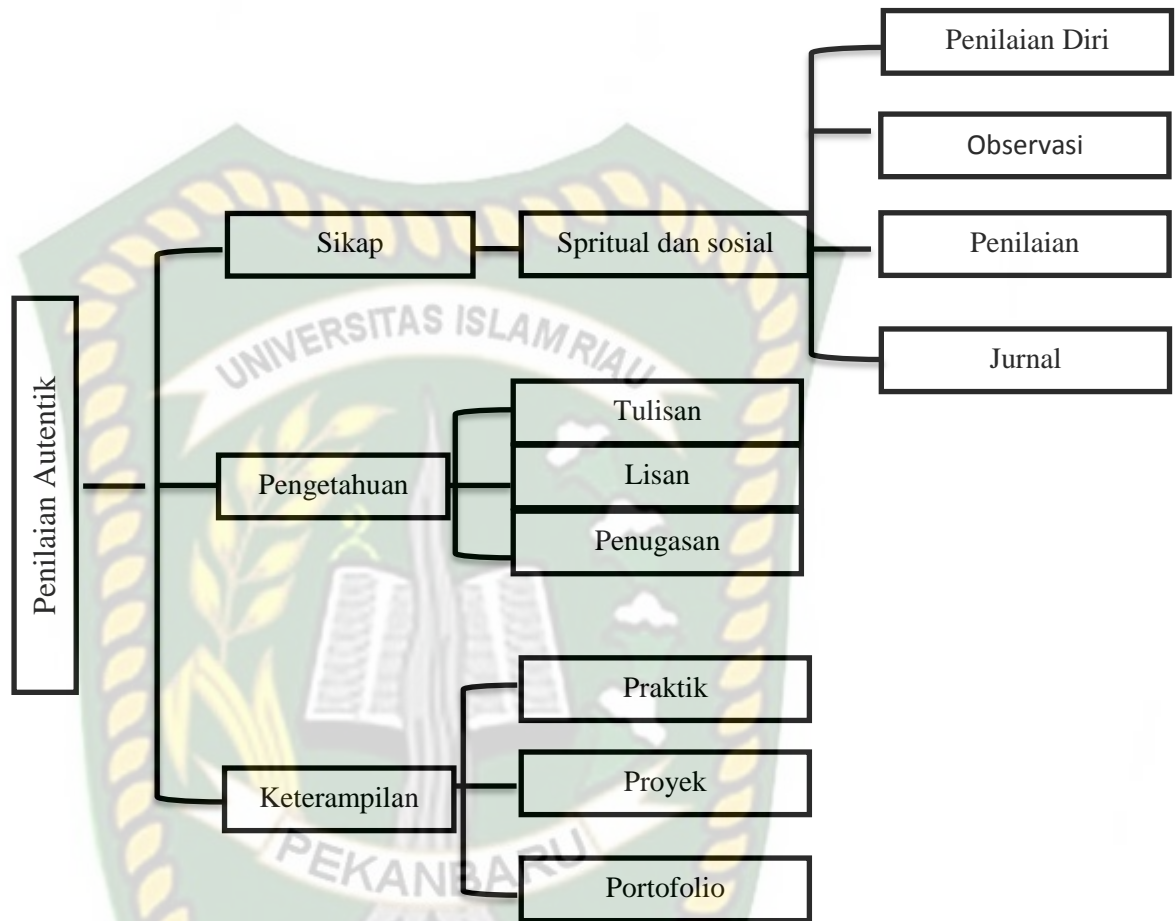 Penilaian Autentik
Sikap
Spritual dan sosial
Penilaian Diri
Observasi
Penilaian
Jurnal
Pengetahuan
Tulisan
Lisan
Penugasan
Keterampilan
Praktik
Proyek
Portofolio
UNIVERSITAS ISLAM RIAU
PEKANBARU